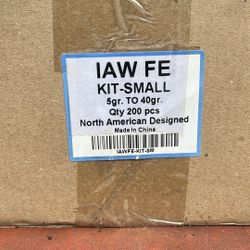 IAW FE
KIT-SMALL
5gr. TO 40gr.
Qty 200 pcs
North American Designed
Made in China
IAWFE-KIT-SM